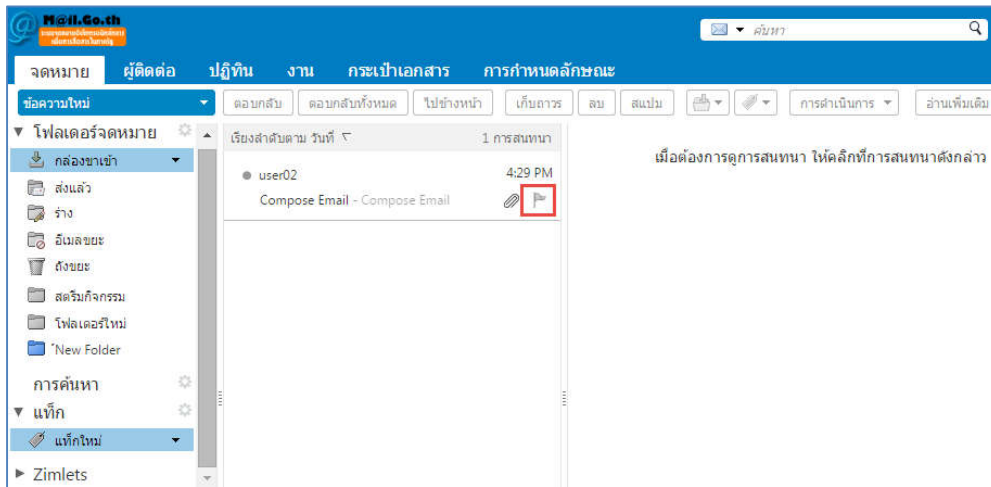 M@il.Go.th
ค้นหา
จดหมาย ผู้ติดต่อ ปฏิทิน งาน กระเป๋าเอกสาร การกำหนดลักษณะ
ข้อความใหม่ ตอบกลับ ตอบกลับทั้งหมด ไปข้างหน้า เก็บถาวร ลบ สแปม การดำเนินการ อ่านเพิ่มเติม
โฟลเดอร์จดหมาย
เรียงลำดับตาม วันที่ 1 การสนทนา
เมื่อต้องการดูการสนทนา ให้คลิกที่การสนทนาดังกล่าว
กล่องขาเข้า
user02 4:29 PM
Compose Email - Compose Email
ส่งแล้ว
ร่าง
อีเมลขยะ
ถังขยะ
สตรีมกิจกรรม
โฟลเดอร์ใหม่
New Folder
การค้นหา
แท็ก
แท็กใหม่
Zimlets